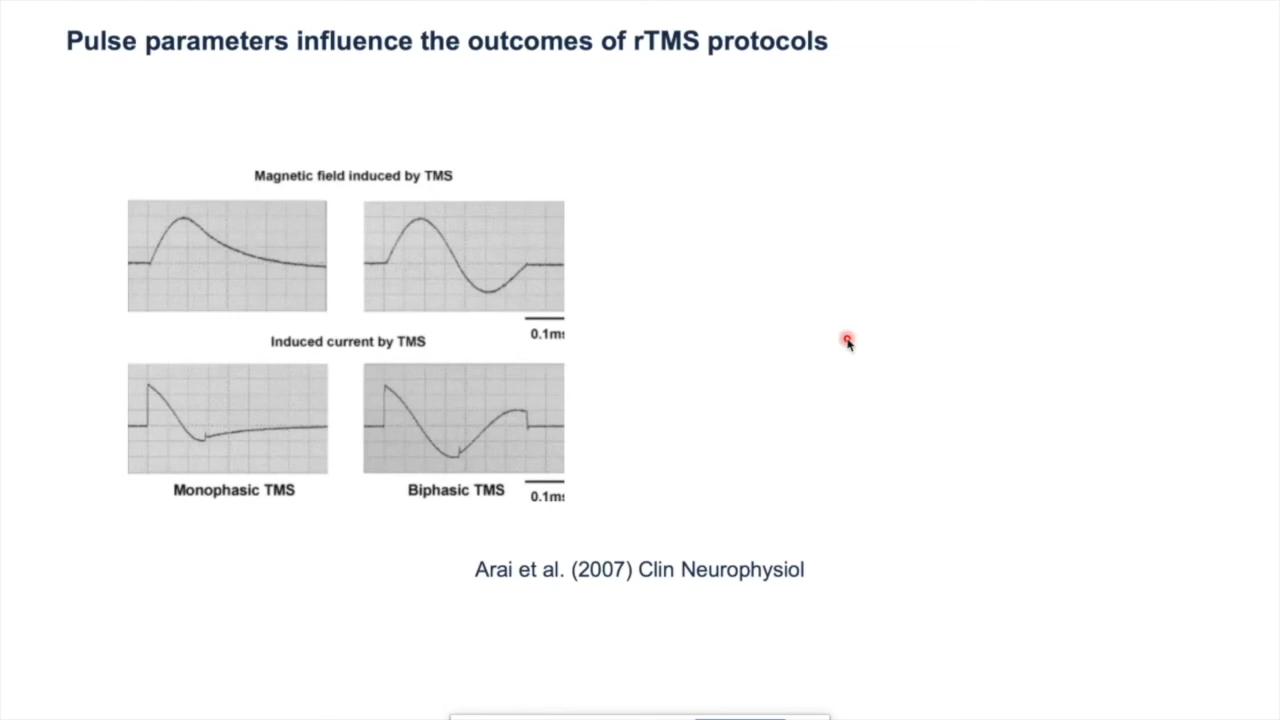 Pulse parameters influence the outcomes of rTMS protocols
Magnetic field induced by TMS
0.1ms
Induced current by TMS
Monophasic TMS
Biphasic TMS
0.1ms
Arai et al. (2007) Clin Neurophysiol